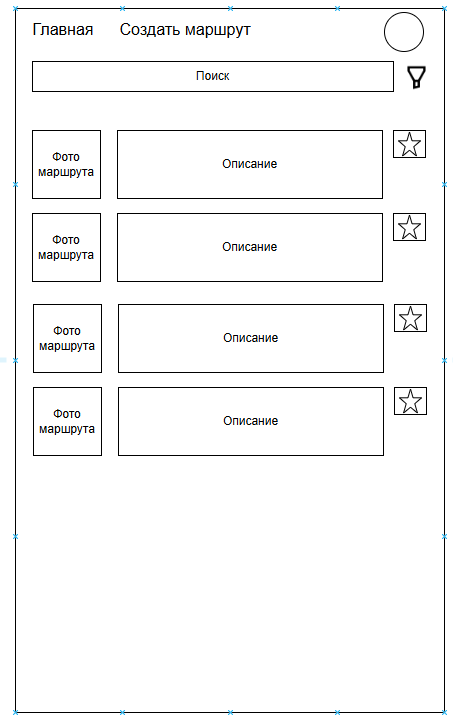 Главная Создать маршрут
Поиск
Фото
маршрута
Описание
Фото
маршрута
Описание
Фото
маршрута
Описание
Фото
маршрута
Описание